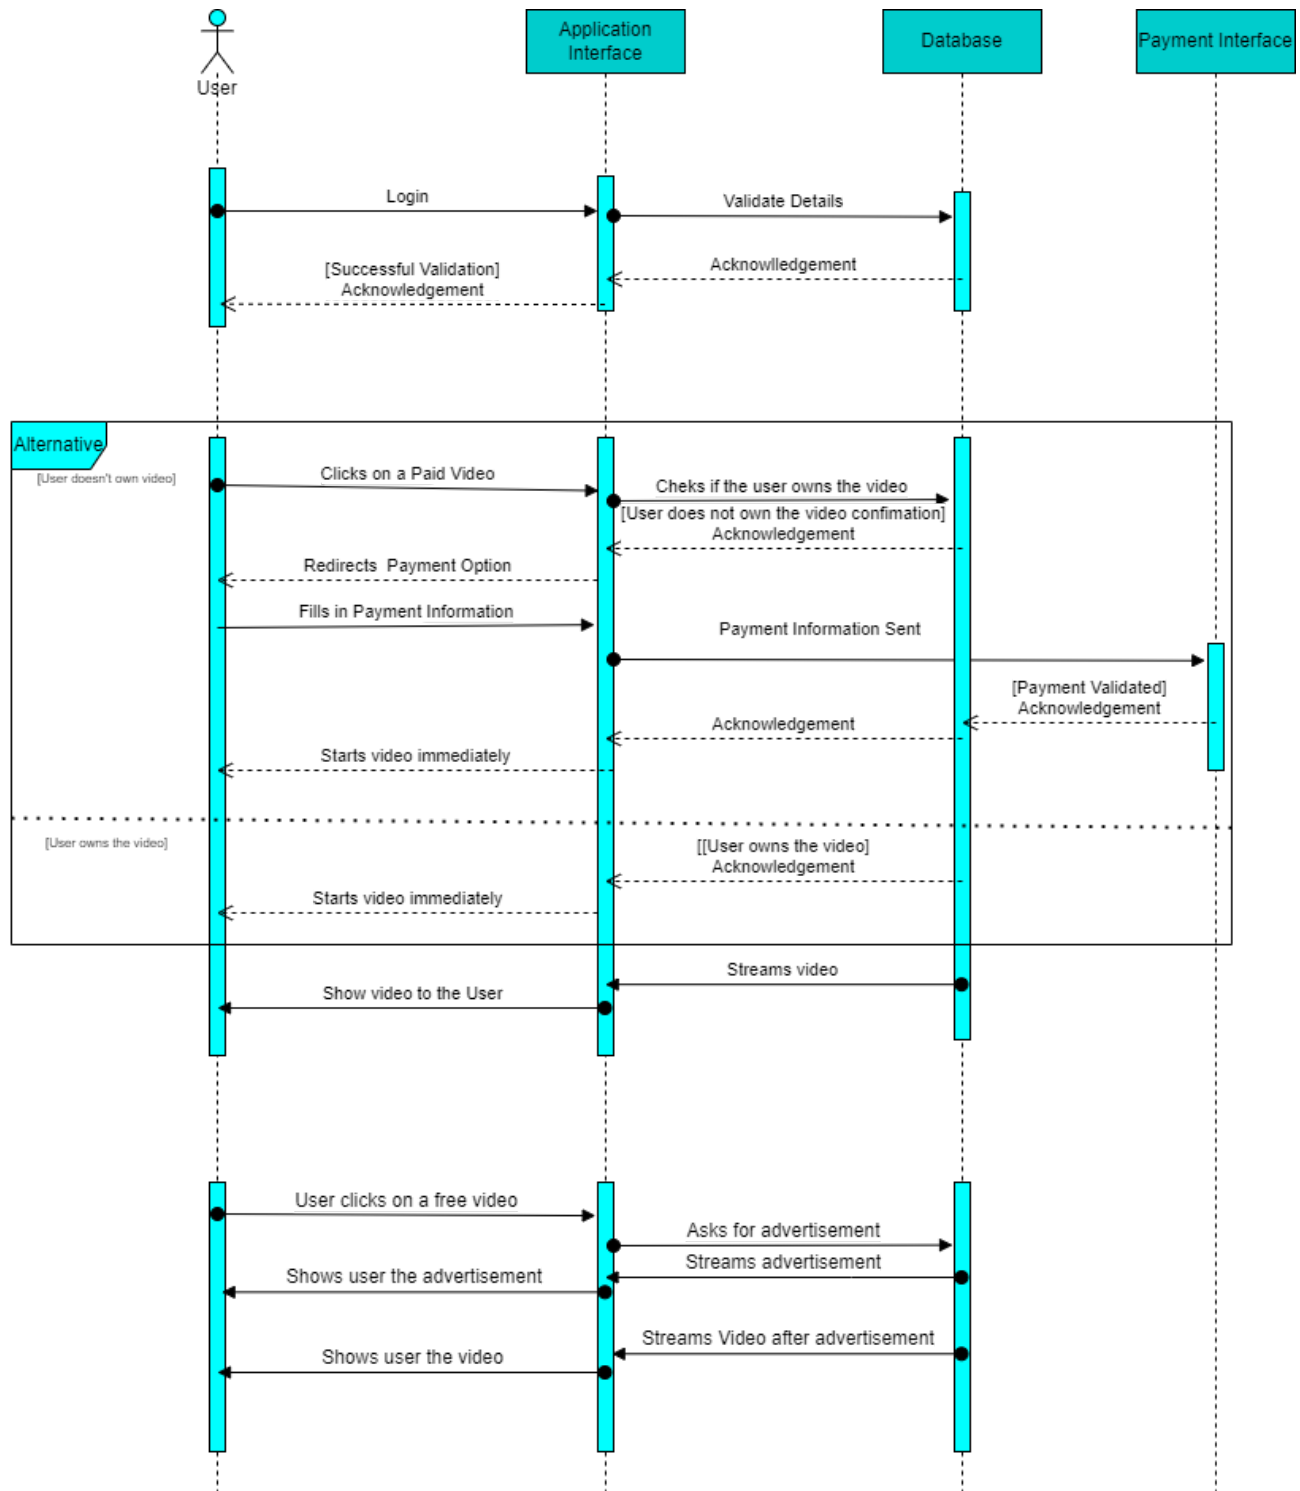 User
Application
Interface
Database
Payment Interface
Login
Validate Details
Acknowlledgement
[Successful Validation]
Acknowledgement
Alternative
[User doesn't own video]
Clicks on a Paid Video
Cheks if the user owns the video
[User does not own the video confimation]
Acknowledgement
Redirects  Payment Option
Fills in Payment Information
Payment Information Sent
[Payment Validated]
Acknowledgement
Acknowledgement
Starts video immediately
[User owns the video]
[[User owns the video]
Acknowledgement
Starts video immediately
Streams video
Show video to the User
User clicks on a free video
Asks for advertisement
Streams advertisement
Shows user the advertisement
Streams Video after advertisement
Shows user the video